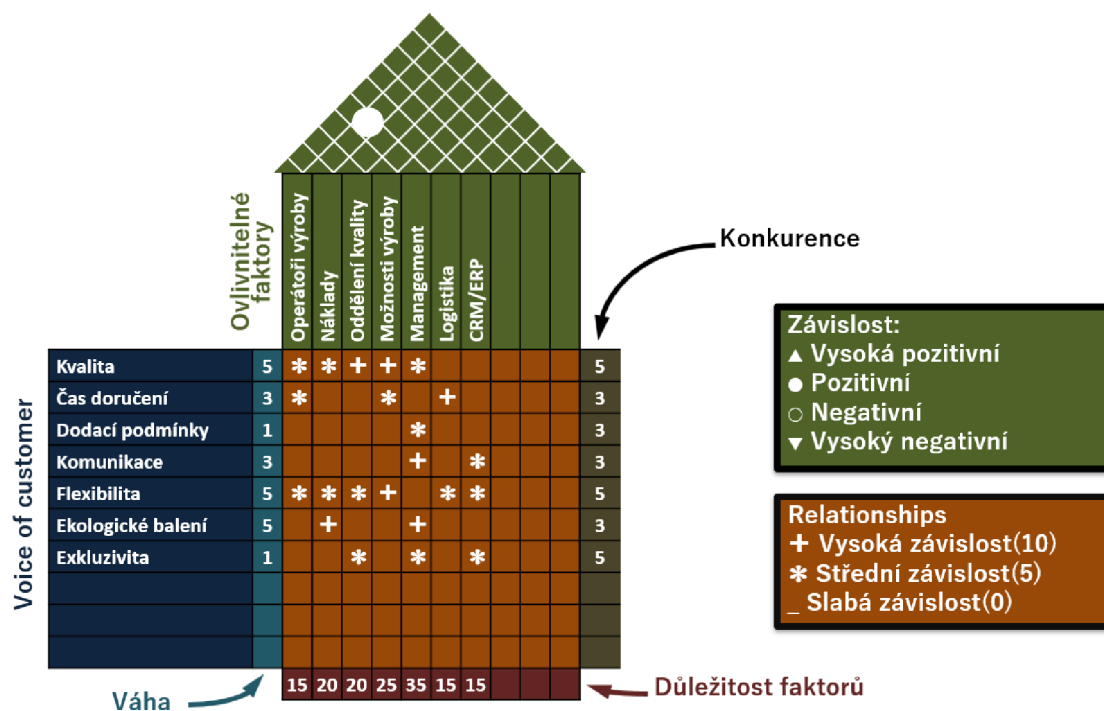 Ovlivnitelné
faktory
Operátoři výroby
Náklady
Oddělení kvality
Možnosti výroby
Management
Logistika
CRM/ERP
Konkurence
Voice of customer
Kvalita 5 * * + + * 5
Čas doručení 3 * * + 3
Dodací podmínky 1 * 3
Komunikace 3 + * 3
Flexibilita 5 * * * + * * 5
Ekologické balení 5 + + 3
Exkluzivita 1 * * * 5
15 20 20 25 35 15 15
Váha
Důležitost faktorů
Závislost:
▲ Vysoká pozitivní
● Pozitivní
○ Negativní
▼ Vysoký negativní
Relationships
+ Vysoká závislost(10)
* Střední závislost(5)
_ Slabá závislost(0)